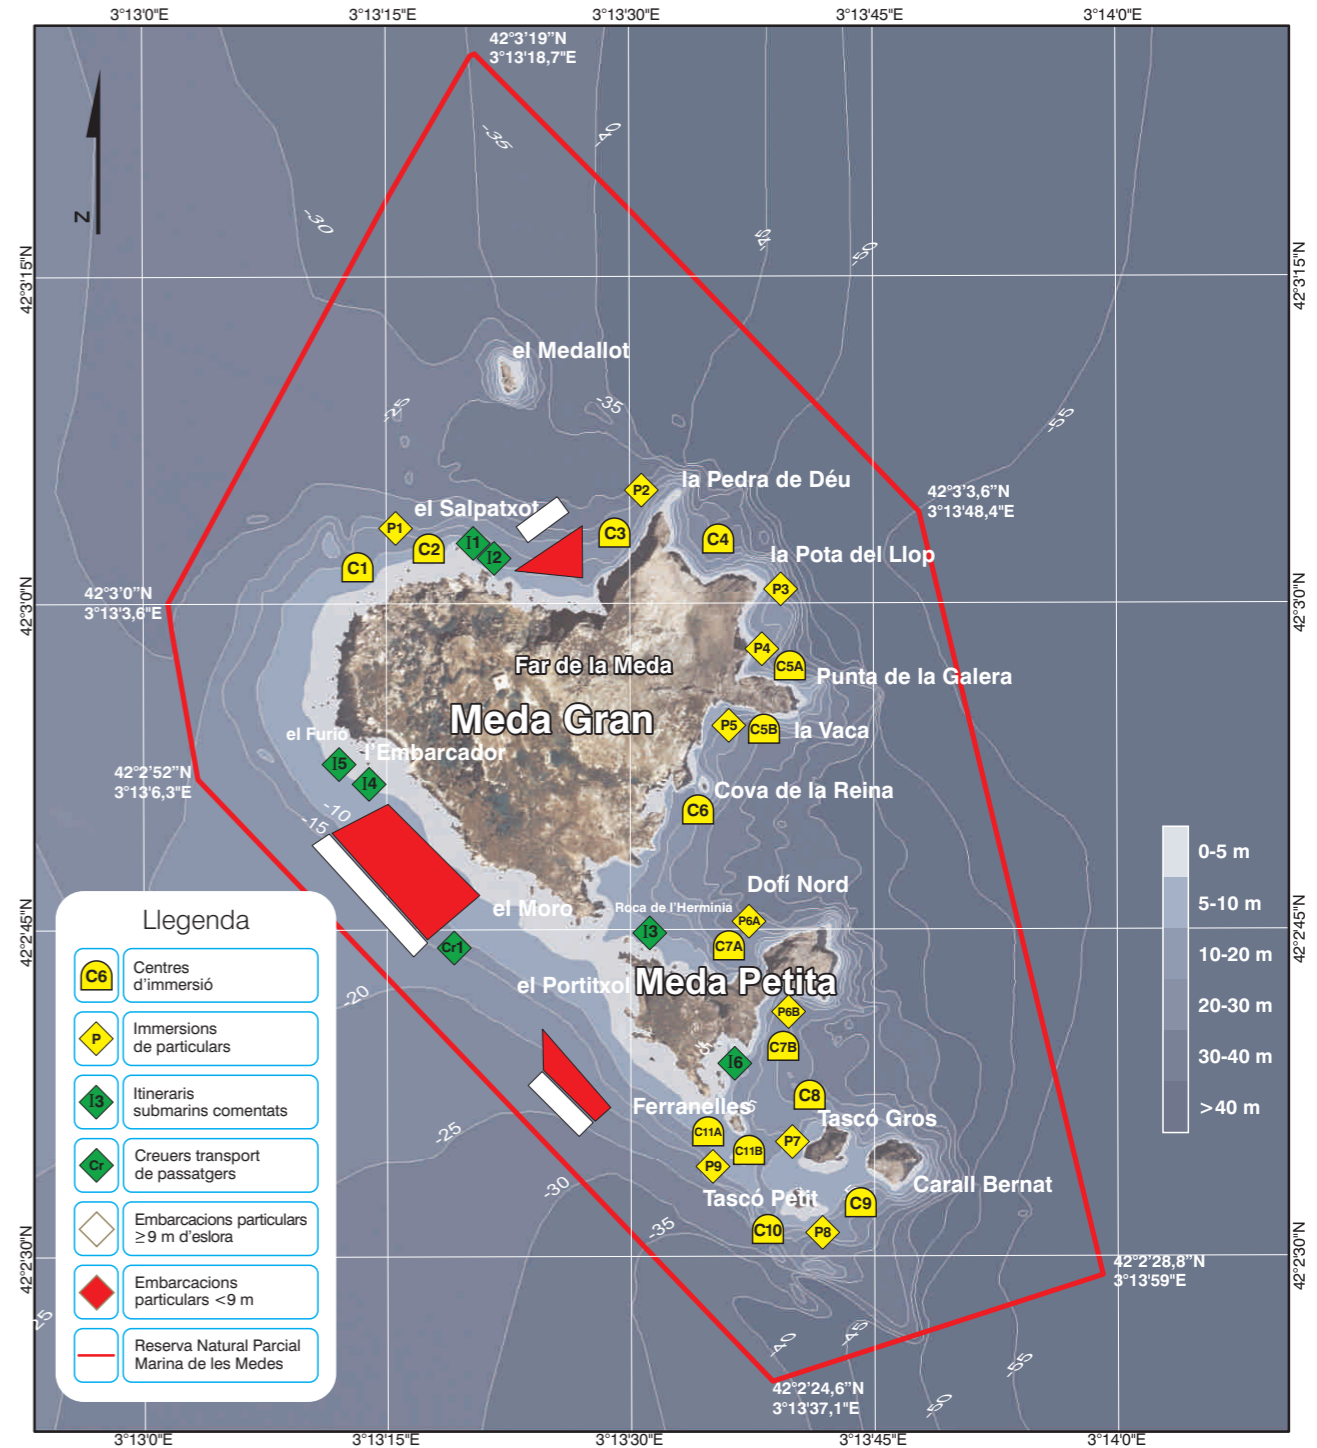 3°13'0"E
3°13'15"E
3°13'30"E
3°13'45"E
3°14'0"E
42°3'19”N
3°13'18,7"E
-35
-40
N
-30
-45
-50
42°3'15"N
42°3'15"N
el Medallot
-25
-35
-55
la Pedra de Déu
P2
42°3'3,6”N
3°13'48,4"E
el Salpatxot
P1
C3
C4
C2
I1
I2
C1
la Pota del Llop
P3
42°3'0”N
3°13'3,6"E
42°3'0"N
42°3'0"N
P4
C5A
Far de la Meda
Punta de la Galera
Meda Gran
P5
C5B
la Vaca
el Furió
l'Embarcador
I5
I4
42°2'52”N
3°13'6,3"E
Cova de la Reina
C6
-10
-15
0-5 m
5-10 m
10-20 m
20-30 m
30-40 m
>40 m
Dofí Nord
el Moro
Roca de l'Herminia
P6A
I3
C7A
Cr1
42°2'45"N
42°2'45"N
el Portitxol
Meda Petita
-20
P6B
C7B
-5
I6
C8
Ferranelles
-5
Tascó Gros
C11A
C11B
P7
P9
-25
-30
Carall Bernat
Tascó Petit
C9
C10
P8
-35
42°2'30"N
42°2'30"N
42°2'28,8”N
3°13'59"E
-40
-45
-55
-50
25
42°2'24,6”N
3°13'37,1"E
Llegenda
C6
Centres
d'immersió
P
Immersions
de particulars
I3
Itineraris
submarins comentats
Cr
Creuers transport
de passatgers
Embarcacions particulars
≥9 m d'eslora
Embarcacions
particulars <9 m
Reserva Natural Parcial
Marina de les Medes
3°13'0"E
3°13'15"E
3°13'30"E
3°13'45"E
3°14'0"E